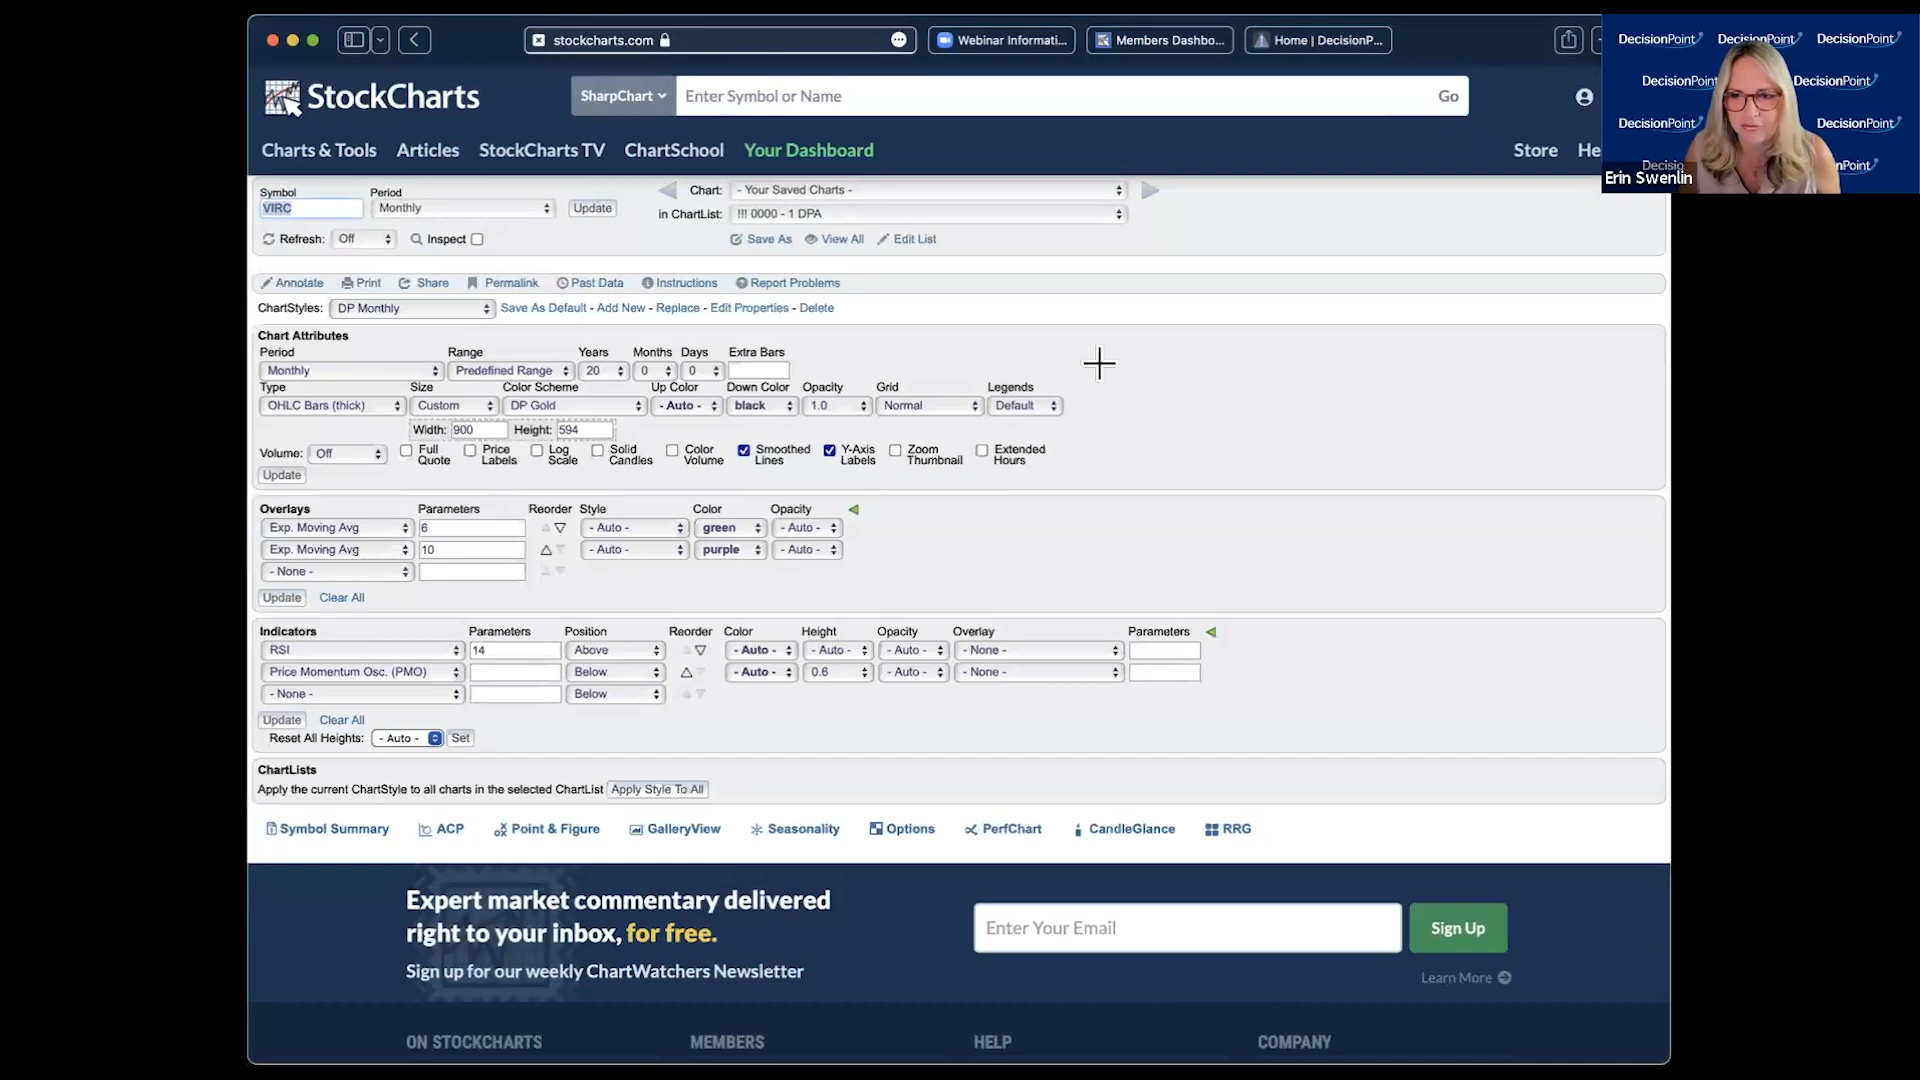 stockcharts.com
Webinar Informati...
Members Dashbo...
Home | DecisionP...
StockCharts
SharpChart
Enter Symbol or Name
Go
Charts & Tools Articles StockCharts TV ChartSchool Your Dashboard
Store He
DecisionPoint DecisionPoint DecisionPoint
DecisionPoint DecisionPoint
DecisionPoint DecisionPoint
Decisio nPoint
Erin Swenlin
Symbol Period
VIRC Monthly Update
Chart: - Your Saved Charts -
in ChartList: !!! 0000 - 1 DPA
Refresh: Off Inspect
Save As View All Edit List
Annotate Print Share Permalink Past Data Instructions Report Problems
ChartStyles: DP Monthly Save As Default - Add New - Replace - Edit Properties - Delete
Chart Attributes
Period Range Years Months Days Extra Bars
Monthly Predefined Range 20 0 0
Type Size Color Scheme Up Color Down Color Opacity Grid Legends
OHLC Bars (thick) Custom DP Gold - Auto - black 1.0 Normal Default
Width: 900 Height: 594
Volume: Off Full Quote Price Labels Log Scale Solid Candles Color Volume Smoothed Lines Y-Axis Labels Zoom Thumbnail Extended Hours
Update
Overlays Parameters Reorder Style Color Opacity
Exp. Moving Avg 6 - Auto - green - Auto -
Exp. Moving Avg 10 - Auto - purple - Auto -
- None -
Update Clear All
Indicators Parameters Position Reorder Color Height Opacity Overlay Parameters
RSI 14 Above - Auto - - Auto - - Auto - - None -
Price Momentum Osc. (PMO) Below - Auto - 0.6 - Auto - - None -
- None - Below
Update Clear All
Reset All Heights: - Auto - Set
ChartLists
Apply the current ChartStyle to all charts in the selected ChartList Apply Style To All
Symbol Summary ACP Point & Figure GalleryView Seasonality Options PerfChart CandleGlance RRG
Expert market commentary delivered
right to your inbox, for free.
Sign up for our weekly ChartWatchers Newsletter
Enter Your Email
Sign Up
Learn More
ON STOCKCHARTS MEMBERS HELP COMPANY